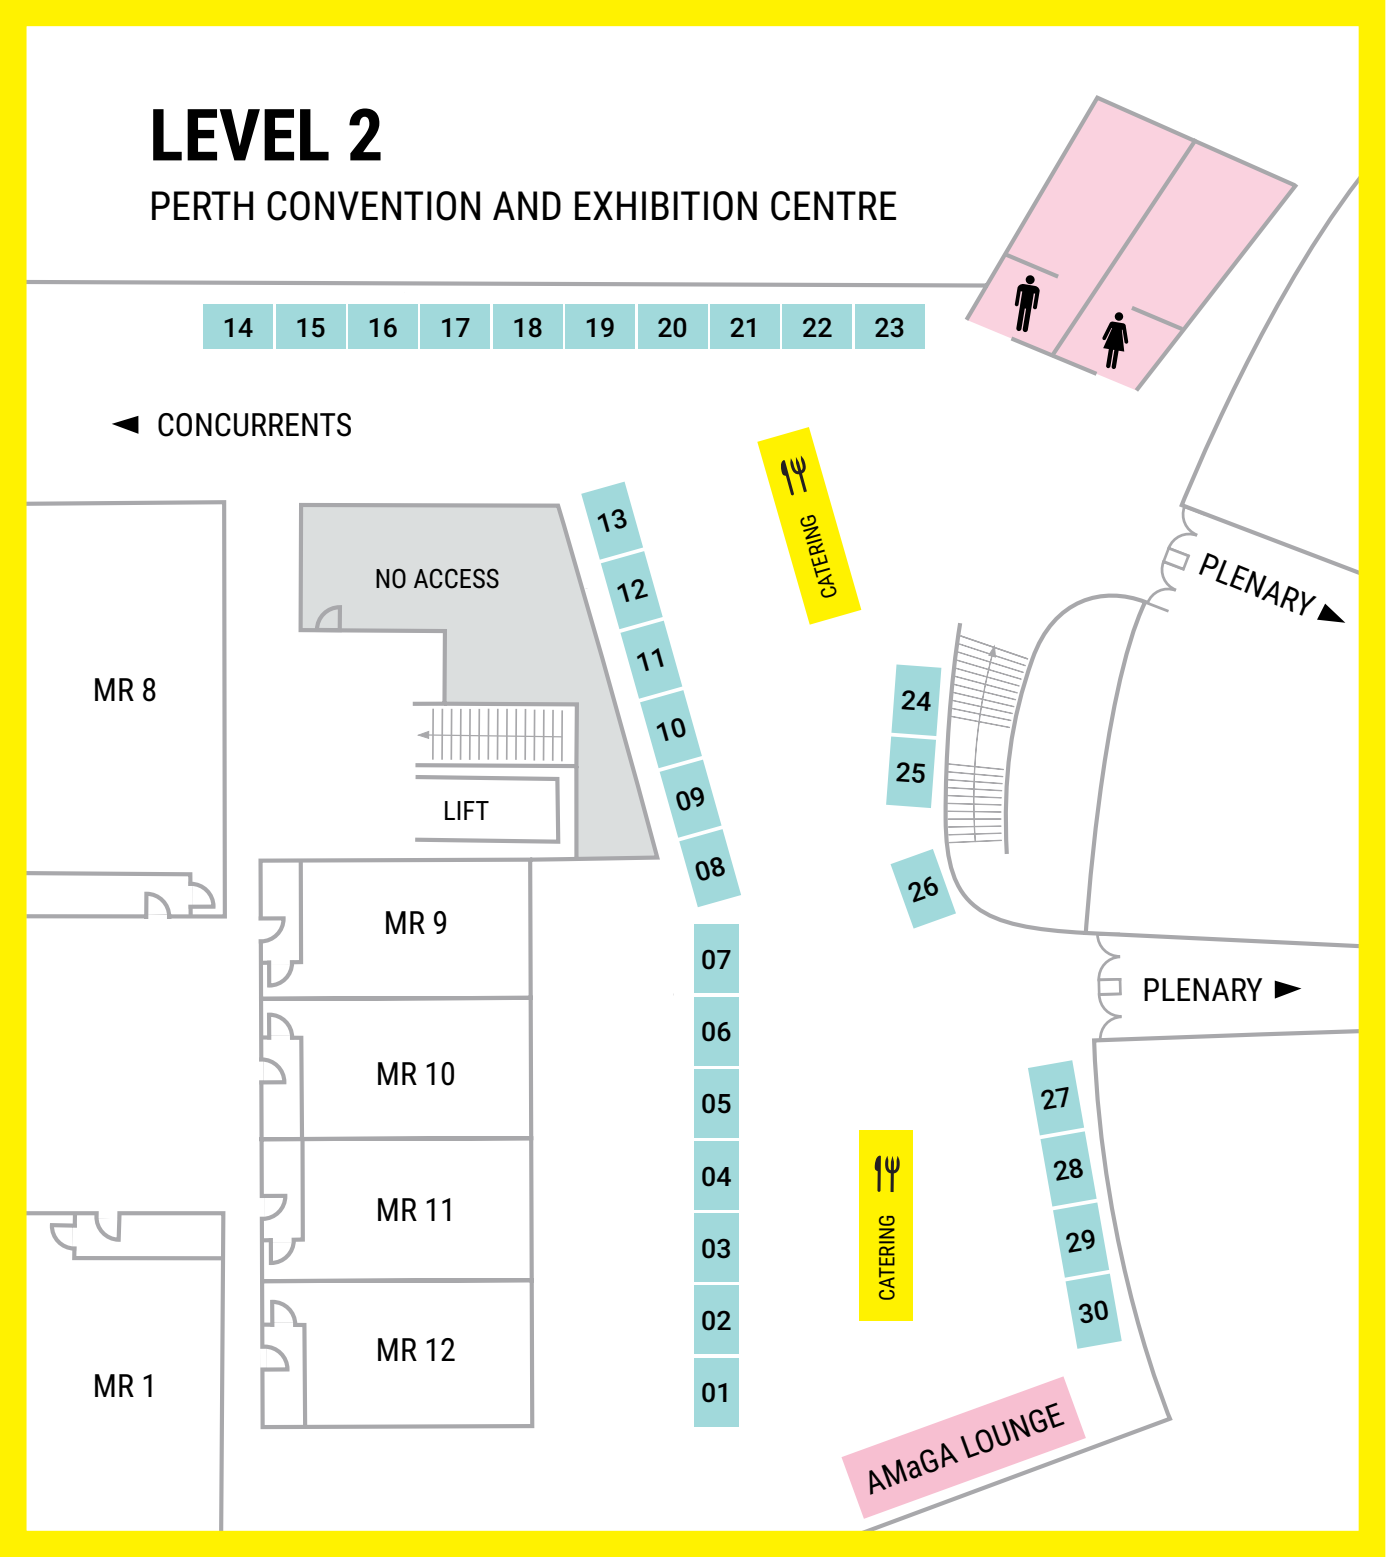 LEVEL 2
PERTH CONVENTION AND EXHIBITION CENTRE
14 15 16 17 18 19 20 21 22 23
CONCURRENTS
CATERING
13
12
11
10
09
08
NO ACCESS
PLENARY
MR 8
24
25
26
LIFT
MR 9
07
06
05
04
03
02
01
PLENARY
MR 10
27
28
29
30
CATERING
MR 11
MR 12
MR 1
AMaGA LOUNGE